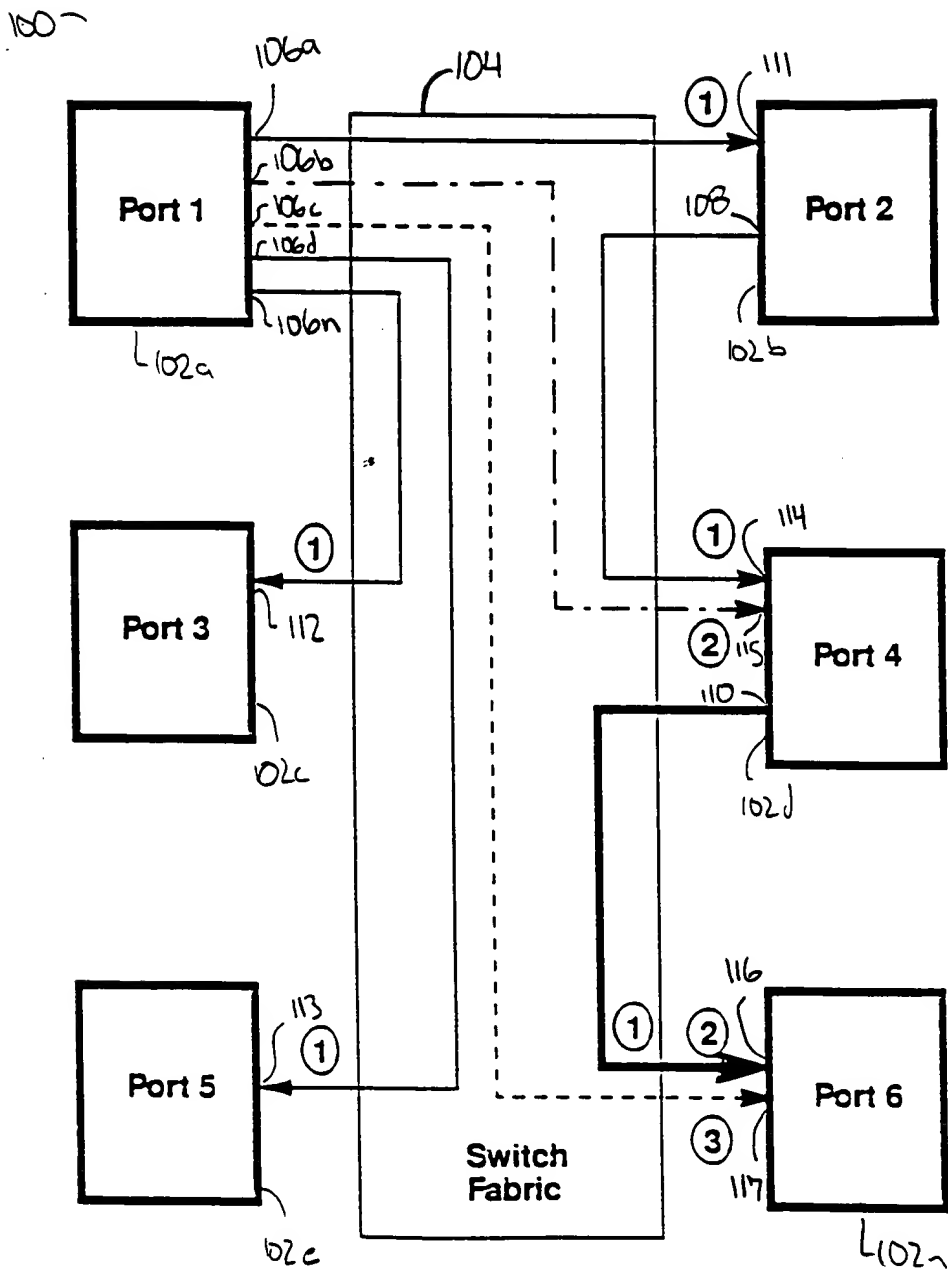 100
106a
104
1
111
106b
Port 1
106c
108
Port 2
106d
106n
102a
102b
1
114
1
112
Port 3
2
115
Port 4
110
102c
102d
116
113
1
1
2
Port 5
Port 6
3
Switch
Fabric
117
102e
102n